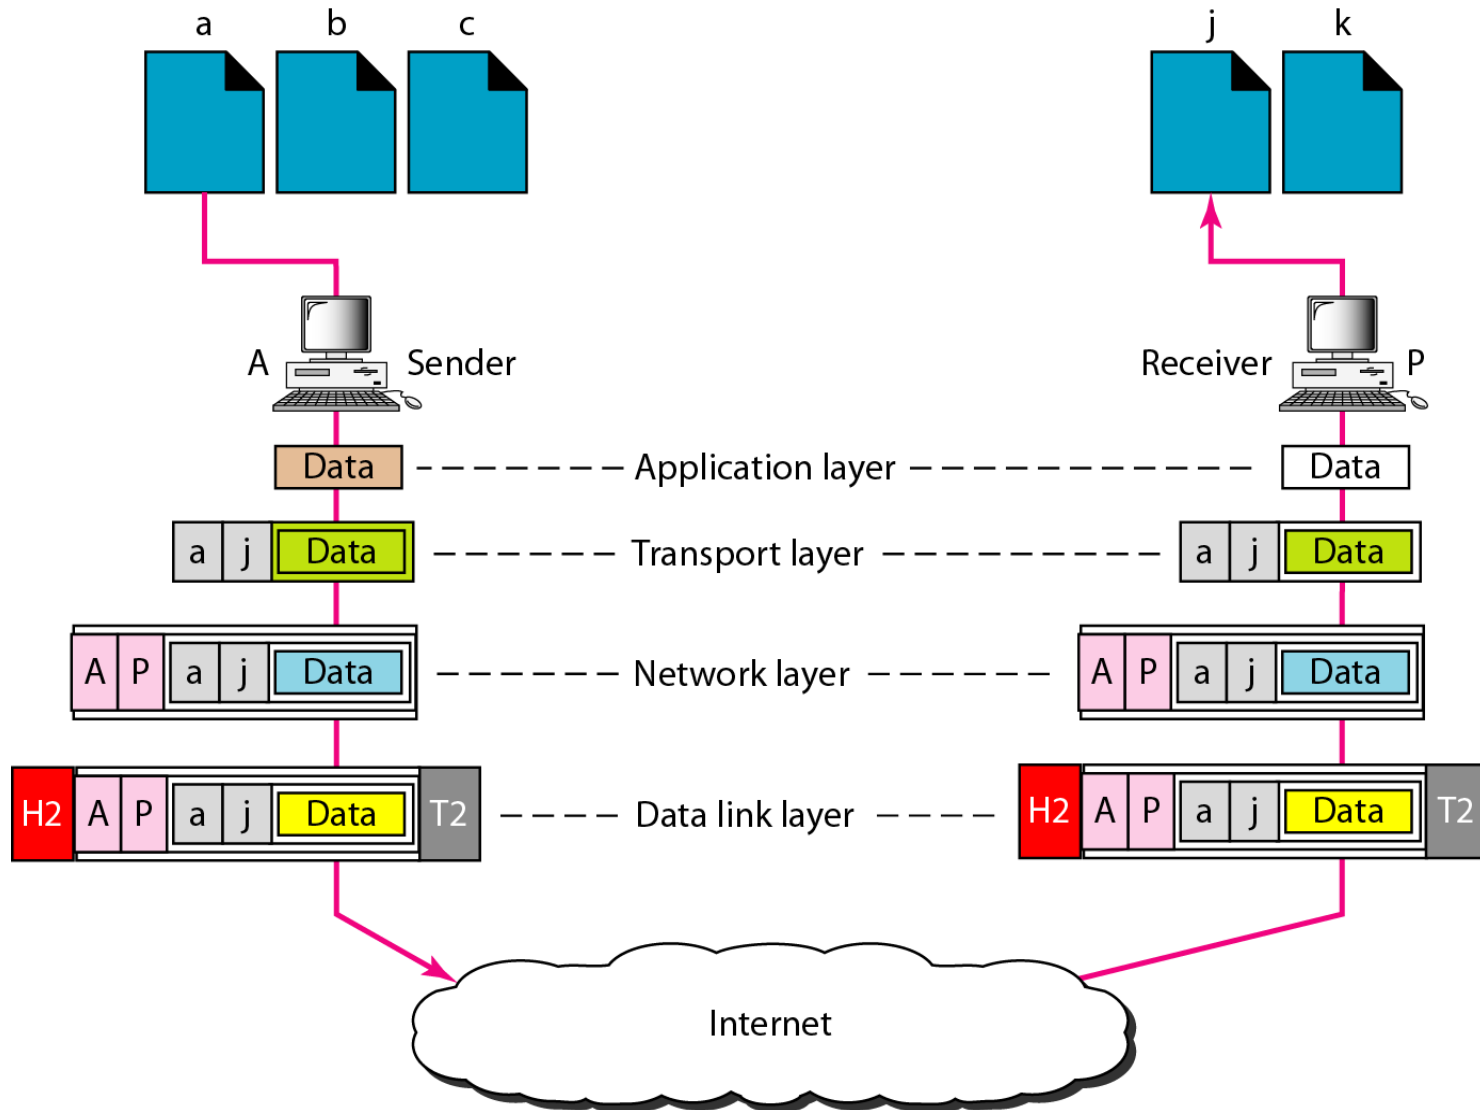 a b c j k
A Sender Receiver P
Data Application layer Data
a j Data Transport layer a j Data
A P a j Data Network layer A P a j Data
H2 A P a j Data T2 Data link layer H2 A P a j Data T2
Internet